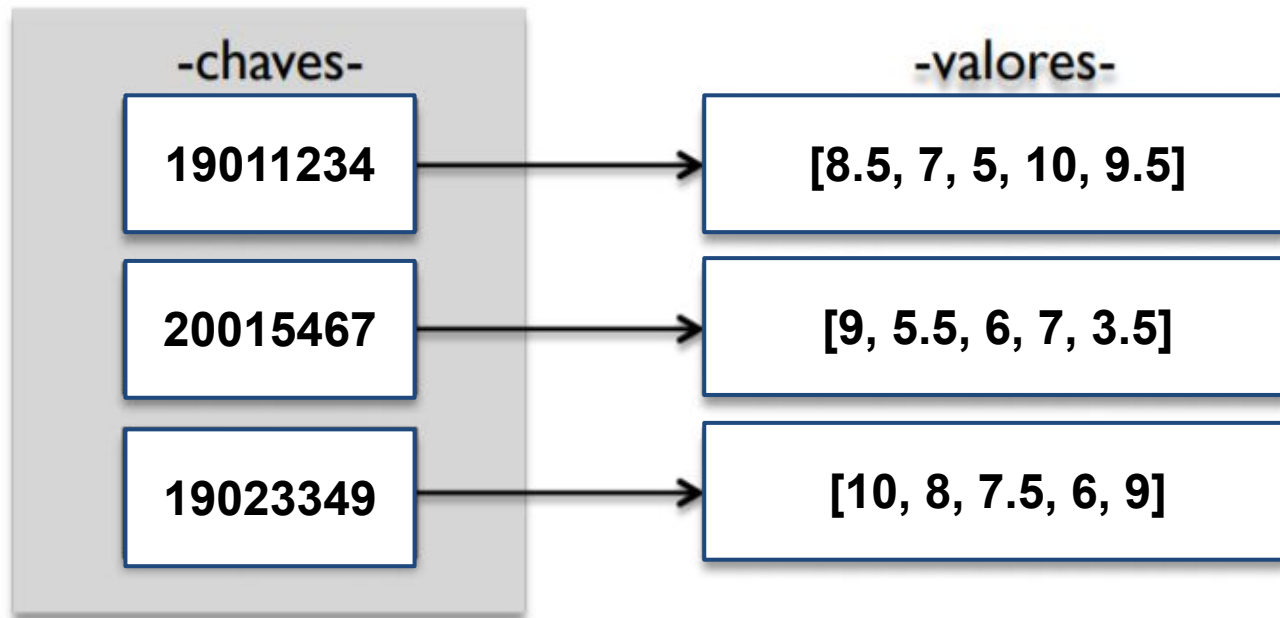 -chaves-
-valores-
19011234
[8.5, 7, 5, 10, 9.5]
20015467
[9, 5.5, 6, 7, 3.5]
19023349
[10, 8, 7.5, 6, 9]